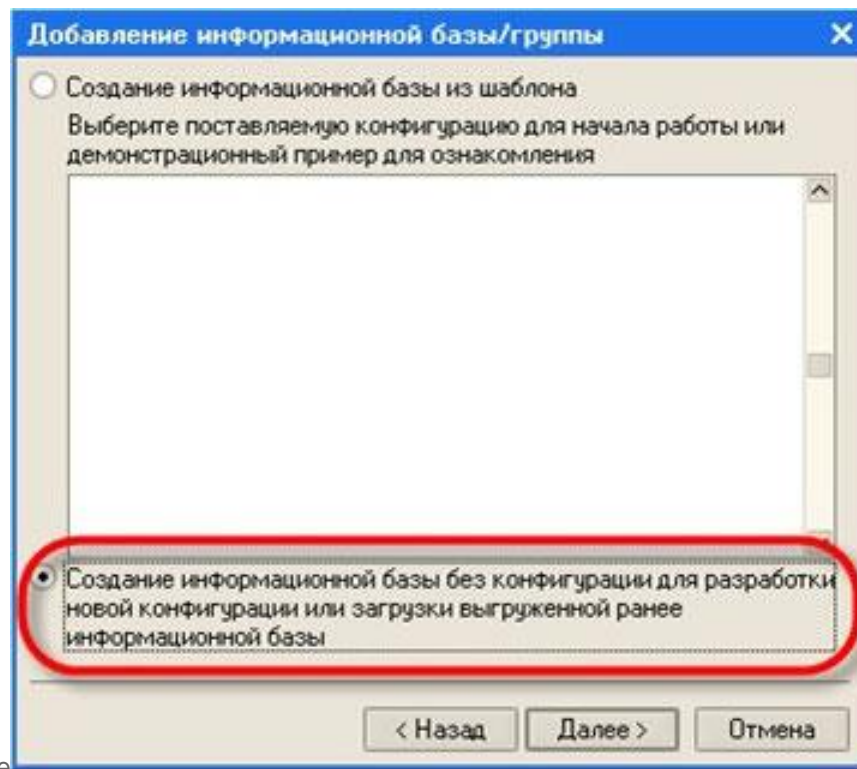 Добавление информационной базы/группы
Создание информационной базы из шаблона
Выберите поставляемую конфигурацию для начала работы или
демонстрационный пример для ознакомления
Создание информационной базы без конфигурации для разработки
новой конфигурации или загрузки выгруженной ранее
информационной базы
< Назад Далее > Отмена
е